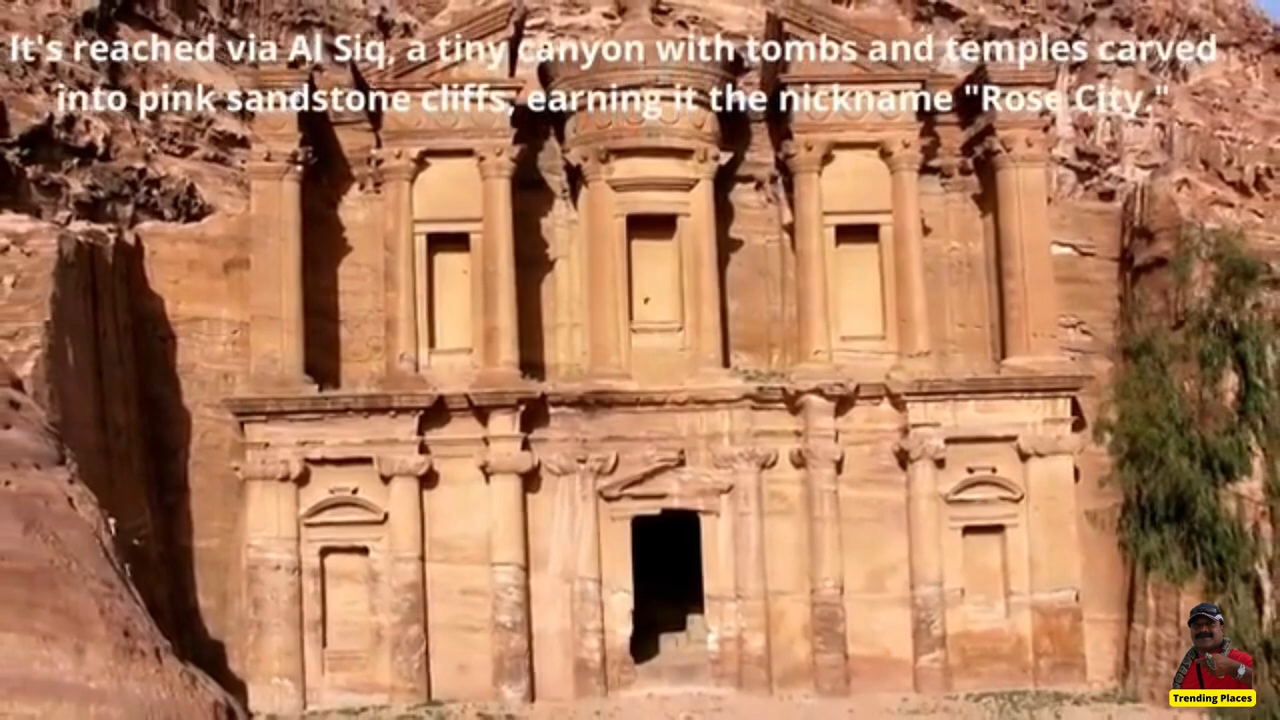 It's reached via Al Siq, a tiny canyon with tombs and temples carved
into pink sandstone cliffs, earning it the nickname "Rose City."
Trending Places